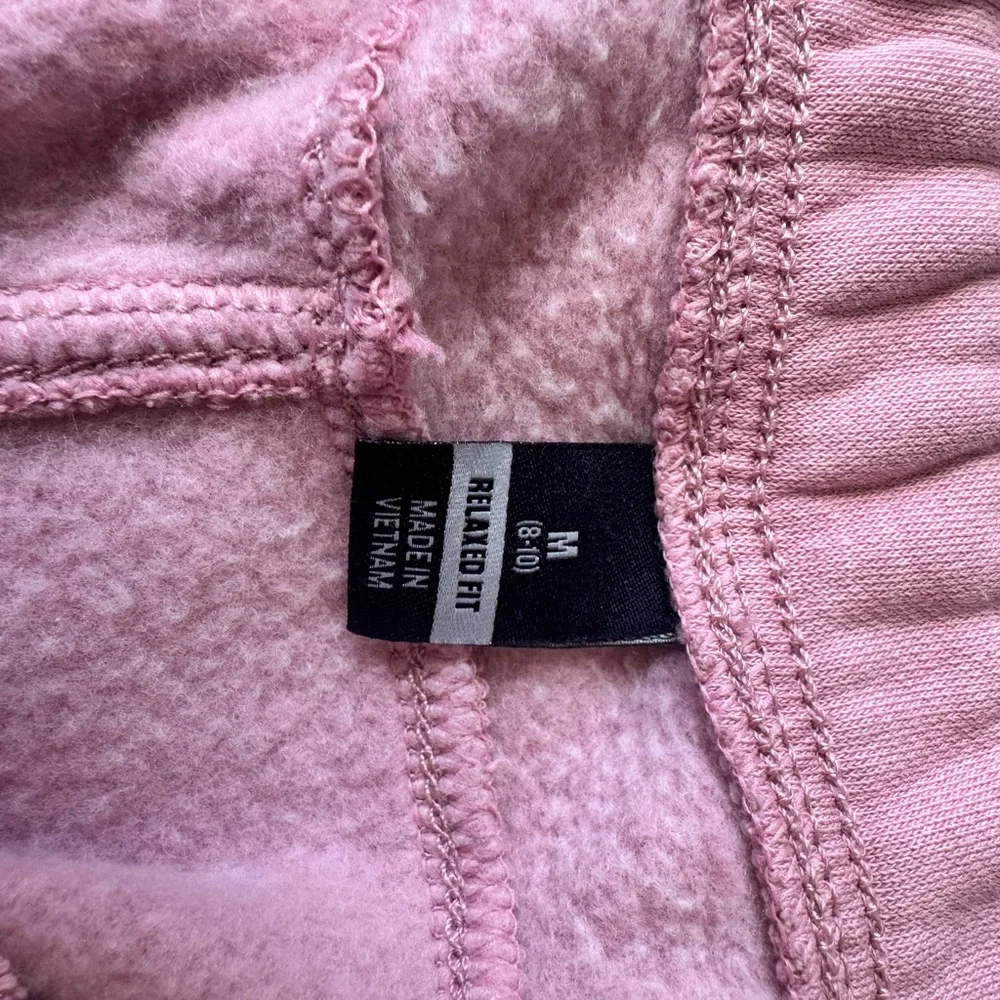 M
(8-10)
RELAXED FIT
MADE IN
VIETNAM